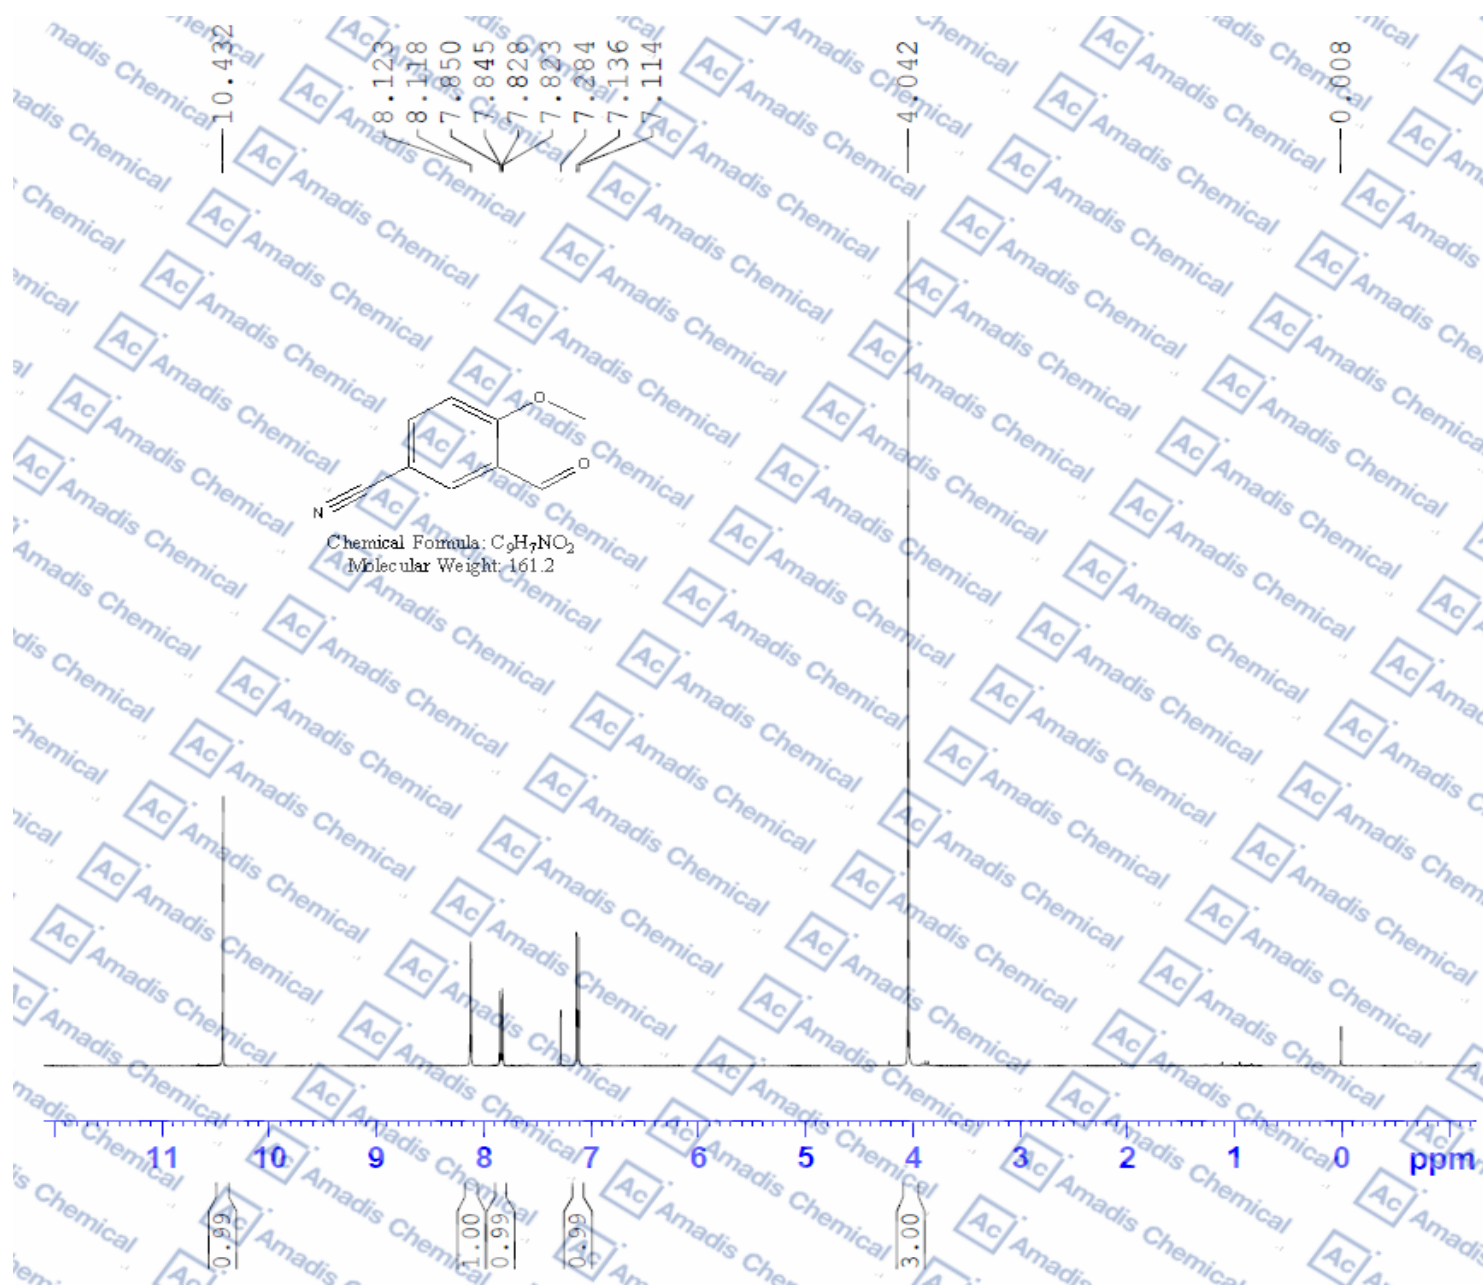 10.432
8.123
8.118
7.850
7.845
7.828
7.823
7.284
7.136
7.114
4.042
0.008
O
O
N
Chemical Formula: C₉H₇NO₂
Molecular Weight: 161.2
11 10 9 8 7 6 5 4 3 2 1 0 ppm
0.99
1.00
0.99
0.99
3.00
Ac Amadis Chemical